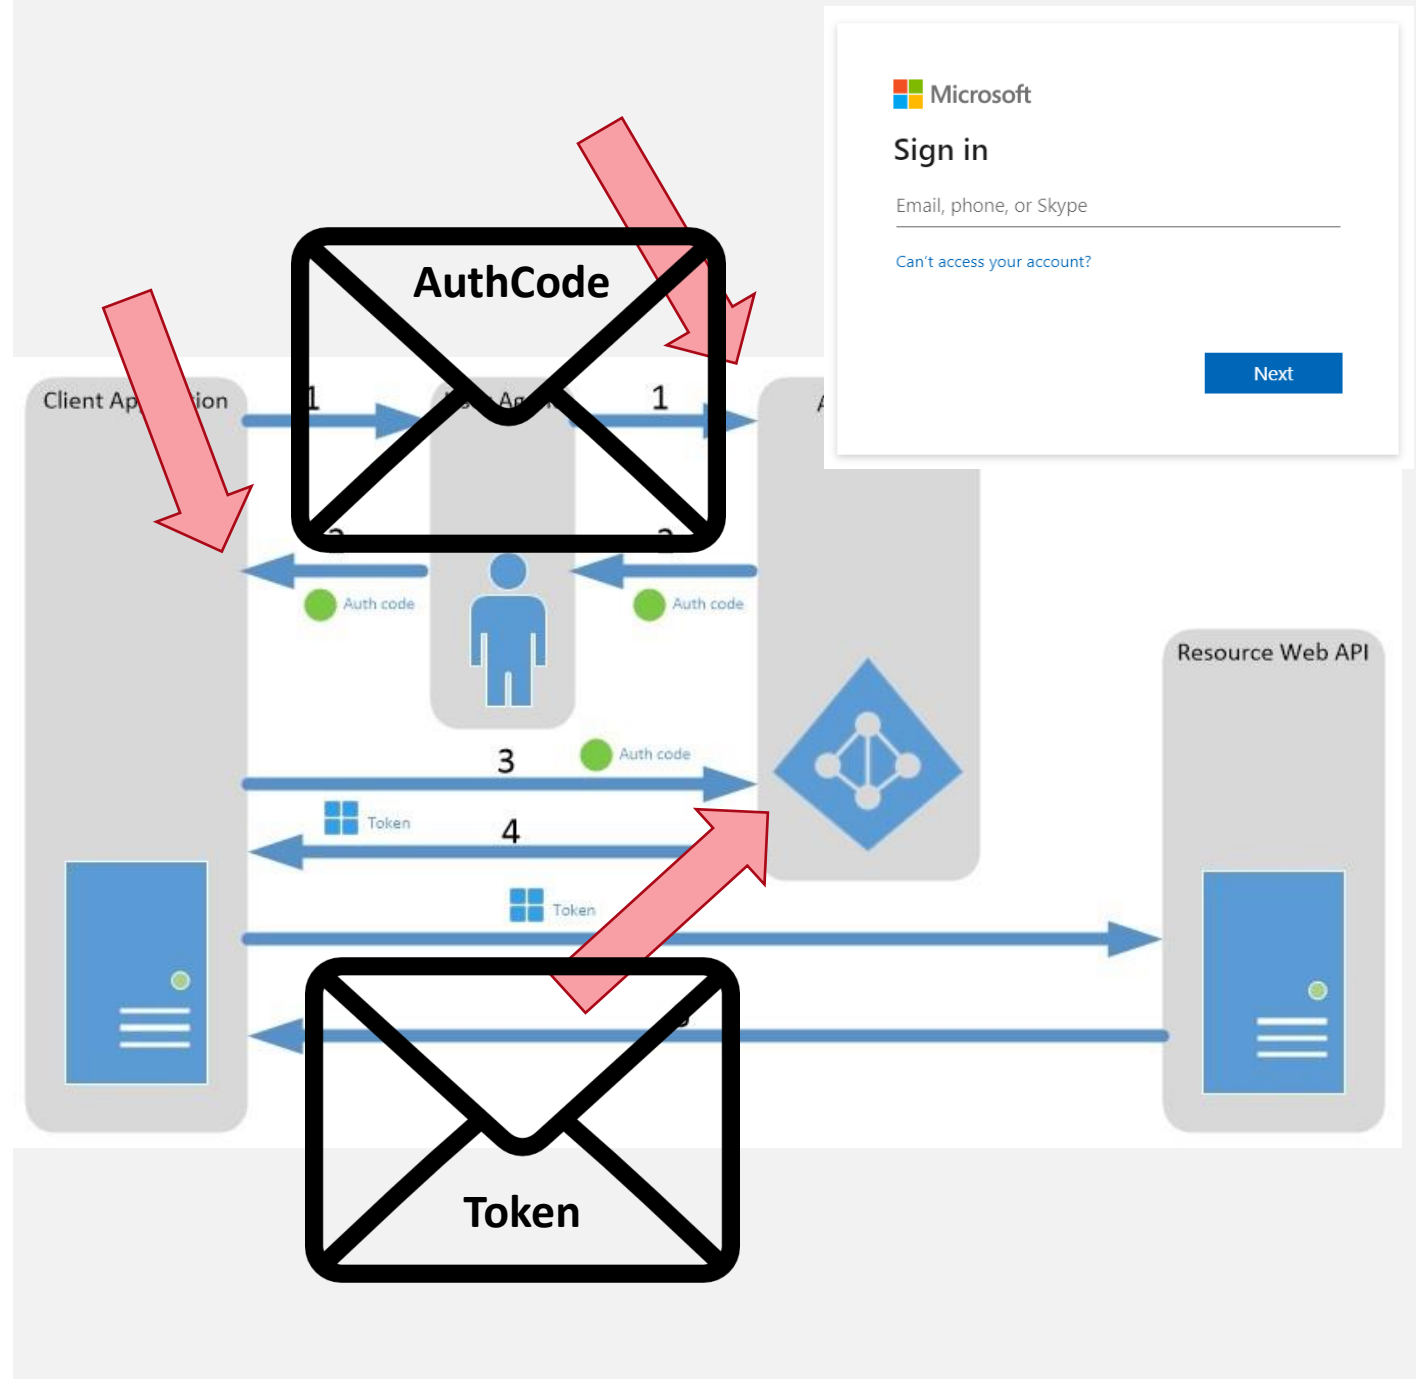 Microsoft
Sign in
Email, phone, or Skype
Can't access your account?
Next
AuthCode
Client
1
1
Auth code
Auth code
Resource Web API
3
Auth code
Token
4
Token
Token